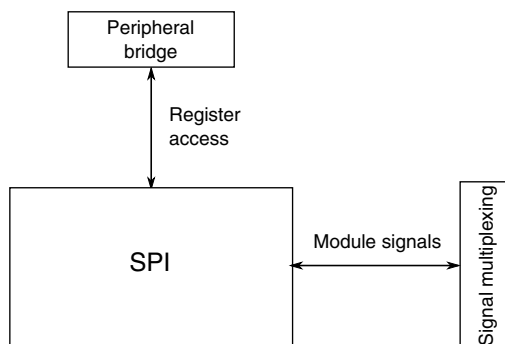 Peripheral
bridge
Register
access
SPI
Module signals
Signal multiplexing